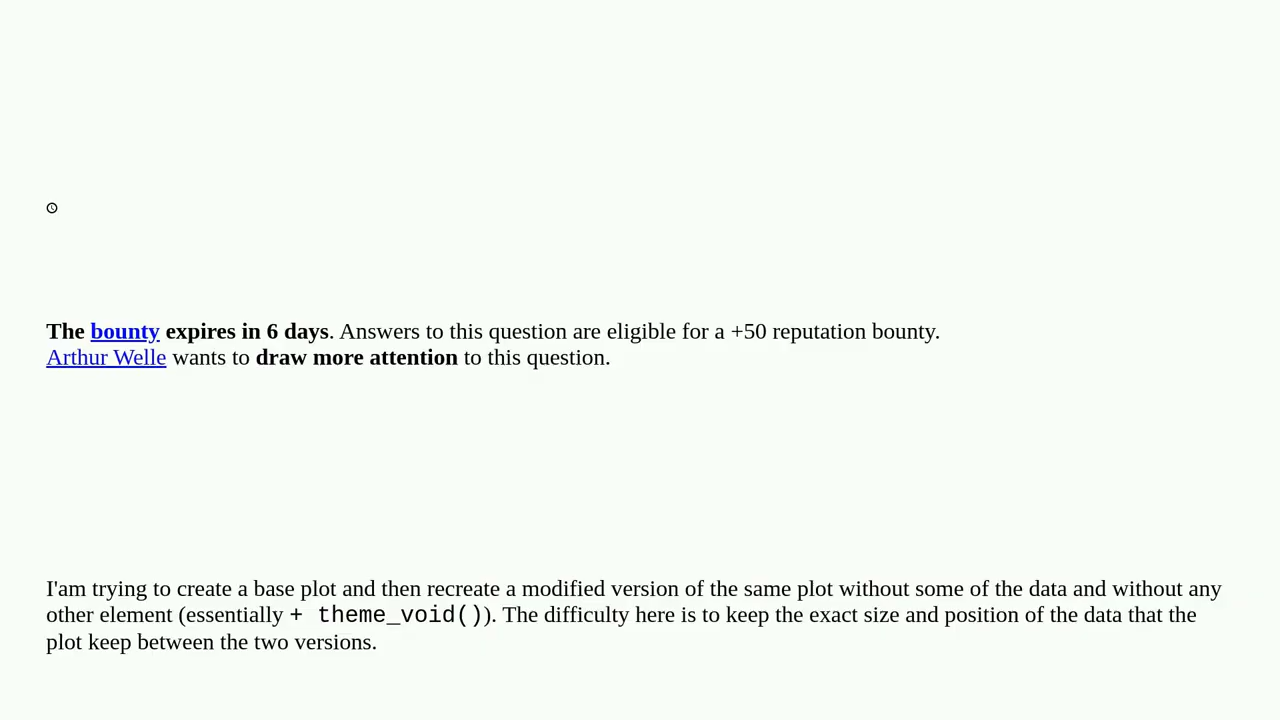 The bounty expires in 6 days. Answers to this question are eligible for a +50 reputation bounty.
Arthur Welle wants to draw more attention to this question.
I'am trying to create a base plot and then recreate a modified version of the same plot without some of the data and without any
other element (essentially + theme_void()). The difficulty here is to keep the exact size and position of the data that the
plot keep between the two versions.